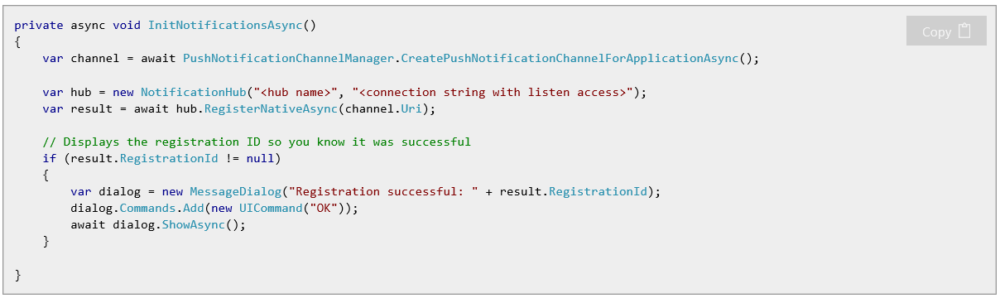 private async void InitNotificationsAsync()
Copy
{
    var channel = await PushNotificationChannelManager.CreatePushNotificationChannelForApplicationAsync();

    var hub = new NotificationHub("<hub name>", "<connection string with listen access>");
    var result = await hub.RegisterNativeAsync(channel.Uri);

    // Displays the registration ID so you know it was successful
    if (result.RegistrationId != null)
    {
        var dialog = new MessageDialog("Registration successful: " + result.RegistrationId);
        dialog.Commands.Add(new UICommand("OK"));
        await dialog.ShowAsync();
    }

}